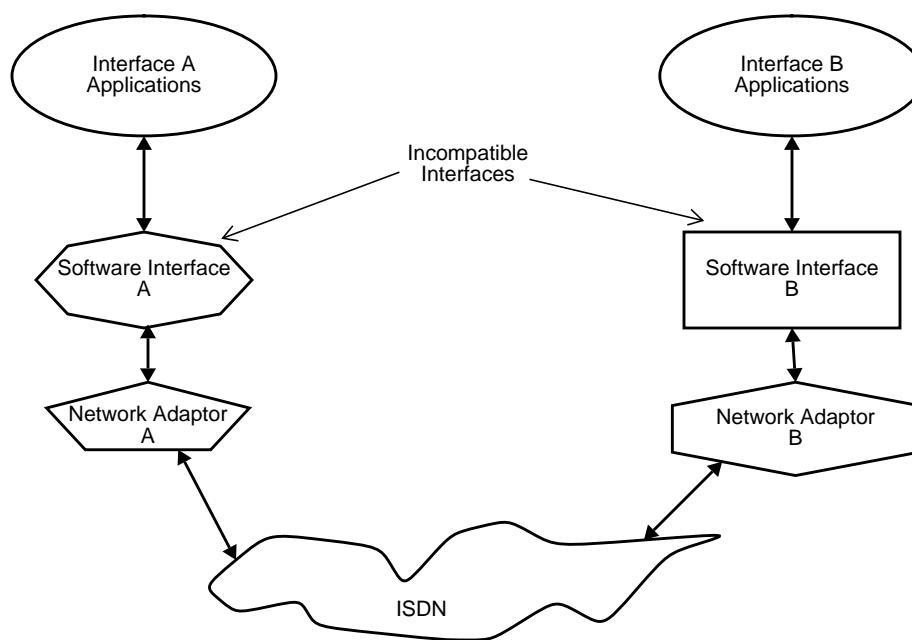 Interface A
Applications
Interface B
Applications
Incompatible
Interfaces
Software Interface
A
Software Interface
B
Network Adaptor
A
Network Adaptor
B
ISDN